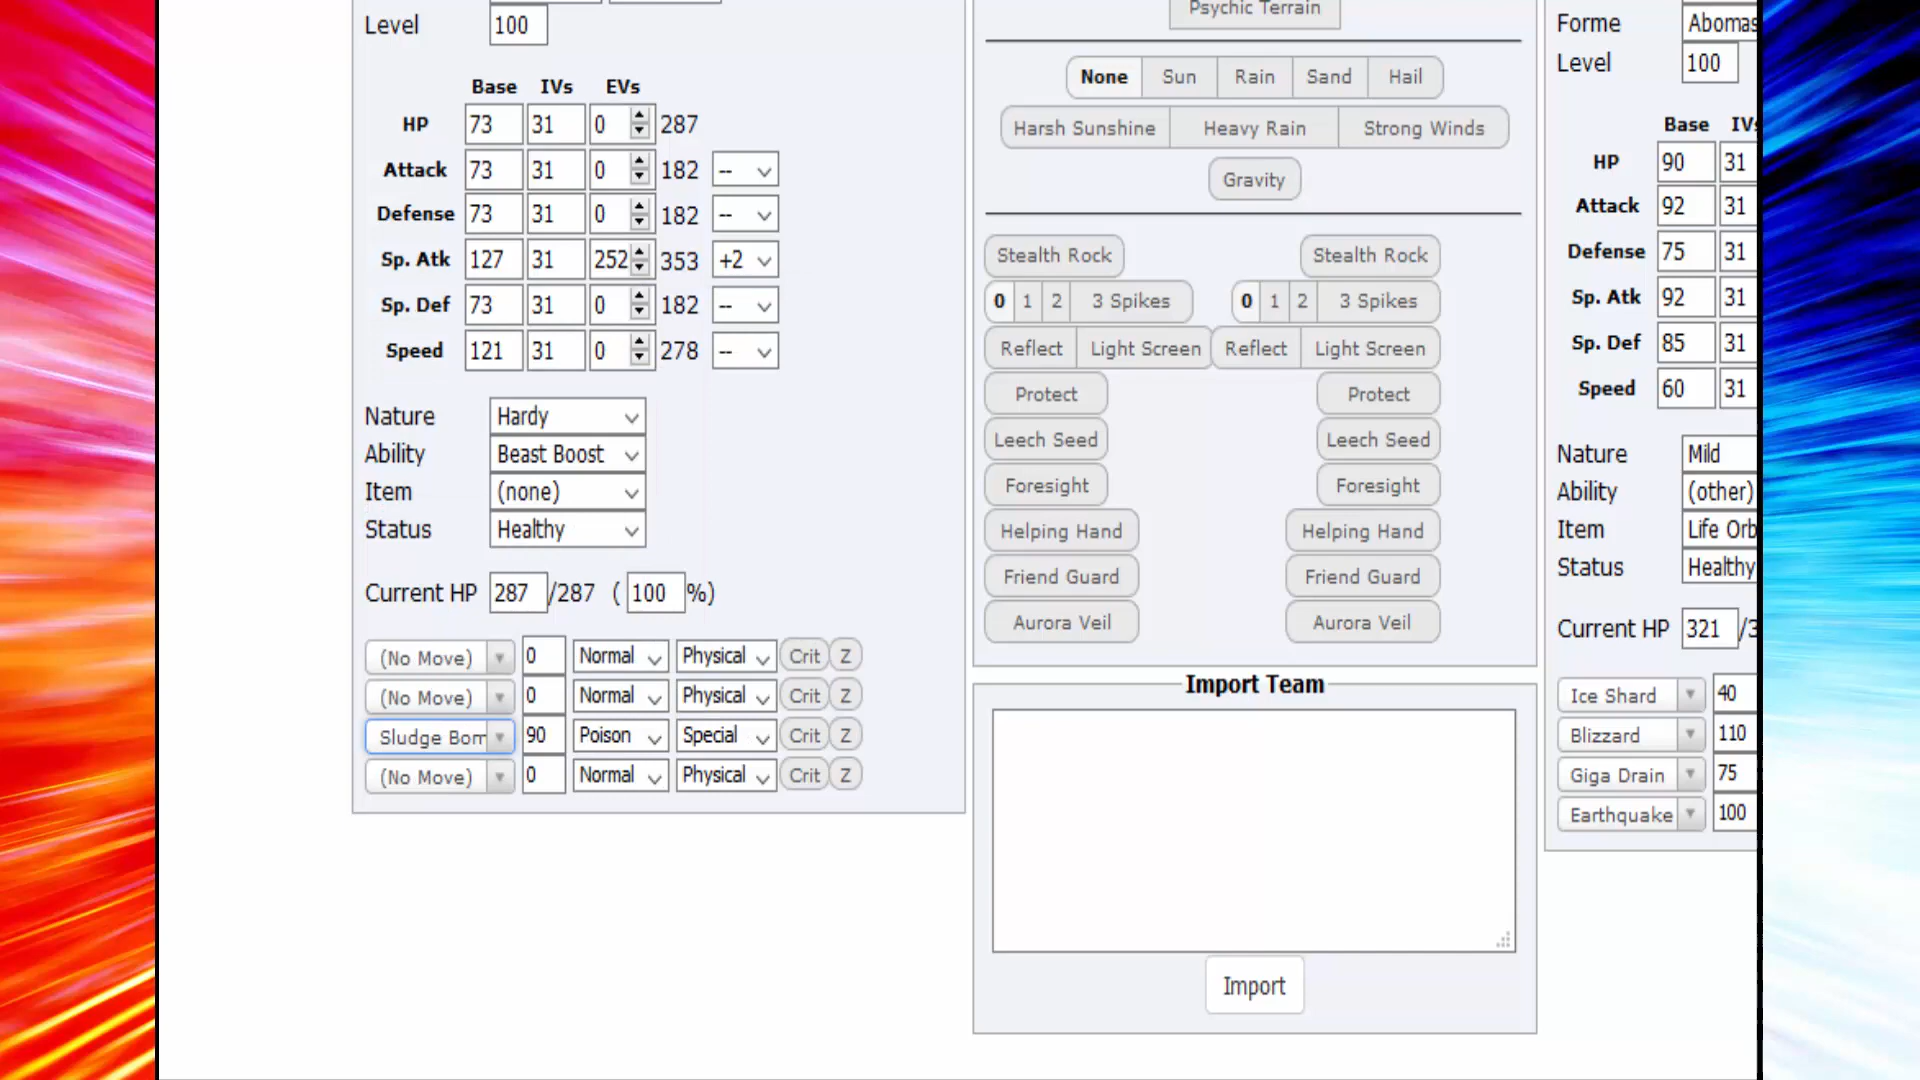 Level 100
Base IVs EVs
HP 73 31 0 287
Attack 73 31 0 182 --
Defense 73 31 0 182 --
Sp. Atk 127 31 252 353 +2
Sp. Def 73 31 0 182 --
Speed 121 31 0 278 --
Nature Hardy
Ability Beast Boost
Item (none)
Status Healthy
Current HP 287 /287 ( 100 %)
(No Move) 0 Normal Physical Crit Z
(No Move) 0 Normal Physical Crit Z
Sludge Bom 90 Poison Special Crit Z
(No Move) 0 Normal Physical Crit Z
Psychic Terrain
None Sun Rain Sand Hail
Harsh Sunshine Heavy Rain Strong Winds
Gravity
Stealth Rock Stealth Rock
0 1 2 3 Spikes 0 1 2 3 Spikes
Reflect Light Screen Reflect Light Screen
Protect Protect
Leech Seed Leech Seed
Foresight Foresight
Helping Hand Helping Hand
Friend Guard Friend Guard
Aurora Veil Aurora Veil
Import Team
Import
Forme Abomas
Level 100
Base IVs
HP 90 31
Attack 92 31
Defense 75 31
Sp. Atk 92 31
Sp. Def 85 31
Speed 60 31
Nature Mild
Ability (other)
Item Life Orb
Status Healthy
Current HP 321 /3
Ice Shard 40
Blizzard 110
Giga Drain 75
Earthquake 100